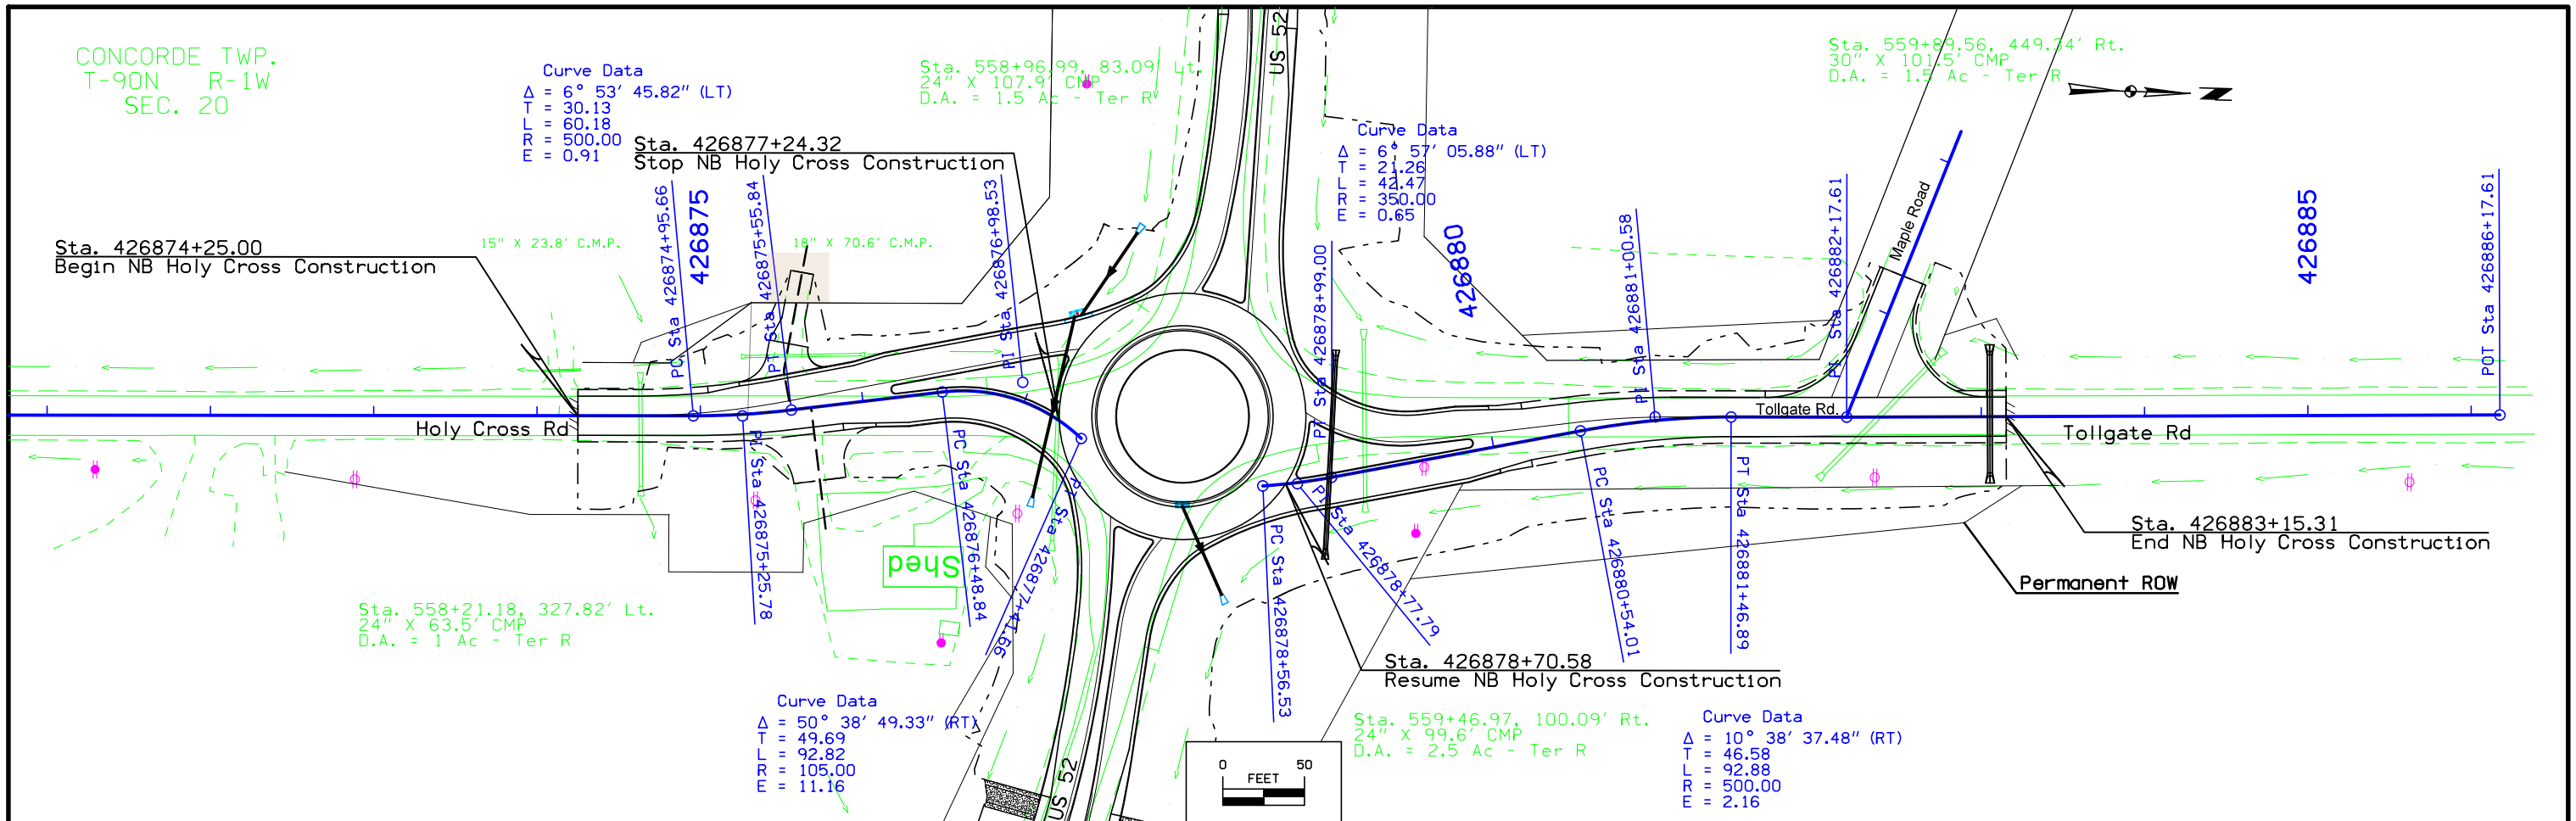 CONCORDE TWP.
T-90N R-1W
SEC. 20
Curve Data
Δ = 6° 53' 45.82" (LT)
T = 30.13
L = 60.18
R = 500.00
E = 0.91
Sta. 426877+24.32
Stop NB Holy Cross Construction
Sta. 558+96.99, 83.09' Lt.
24" X 107.9' CMP
D.A. = 1.5 Ac - Ter R
US 52
Curve Data
Δ = 6° 57' 05.88" (LT)
T = 21.26
L = 42.47
R = 350.00
E = 0.65
Sta. 559+89.56, 449.34' Rt.
30" X 101.5' CMP
D.A. = 1.5 Ac - Ter R
N
Sta. 426874+25.00
Begin NB Holy Cross Construction
15" X 23.8' C.M.P.
18" X 70.6' C.M.P.
PC Sta 426874+95.66
426875
PT Sta 426875+55.84
PI Sta 426876+98.53
PT Sta 426878+99.00
426880
PI Sta 426881+00.58
PI Sta 426882+17.61
Maple Road
426885
POT Sta 426886+17.61
Holy Cross Rd
Tollgate Rd.
Tollgate Rd
PI Sta 426875+25.78
PC Sta 426876+48.84
PT Sta 426877+41.66
PC Sta 426878+56.53
PI Sta 426878+77.79
PC Sta 426880+54.01
PT Sta 426881+46.89
Shed
Sta. 426883+15.31
End NB Holy Cross Construction
Permanent ROW
Sta. 558+21.18, 327.82' Lt.
24" X 63.5' CMP
D.A. = 1 Ac - Ter R
Sta. 426878+70.58
Resume NB Holy Cross Construction
Curve Data
Δ = 50° 38' 49.33" (RT)
T = 49.69
L = 92.82
R = 105.00
E = 11.16
US 52
0 50
FEET
Sta. 559+46.97, 100.09' Rt.
24" X 99.6' CMP
D.A. = 2.5 Ac - Ter R
Curve Data
Δ = 10° 38' 37.48" (RT)
T = 46.58
L = 92.88
R = 500.00
E = 2.16